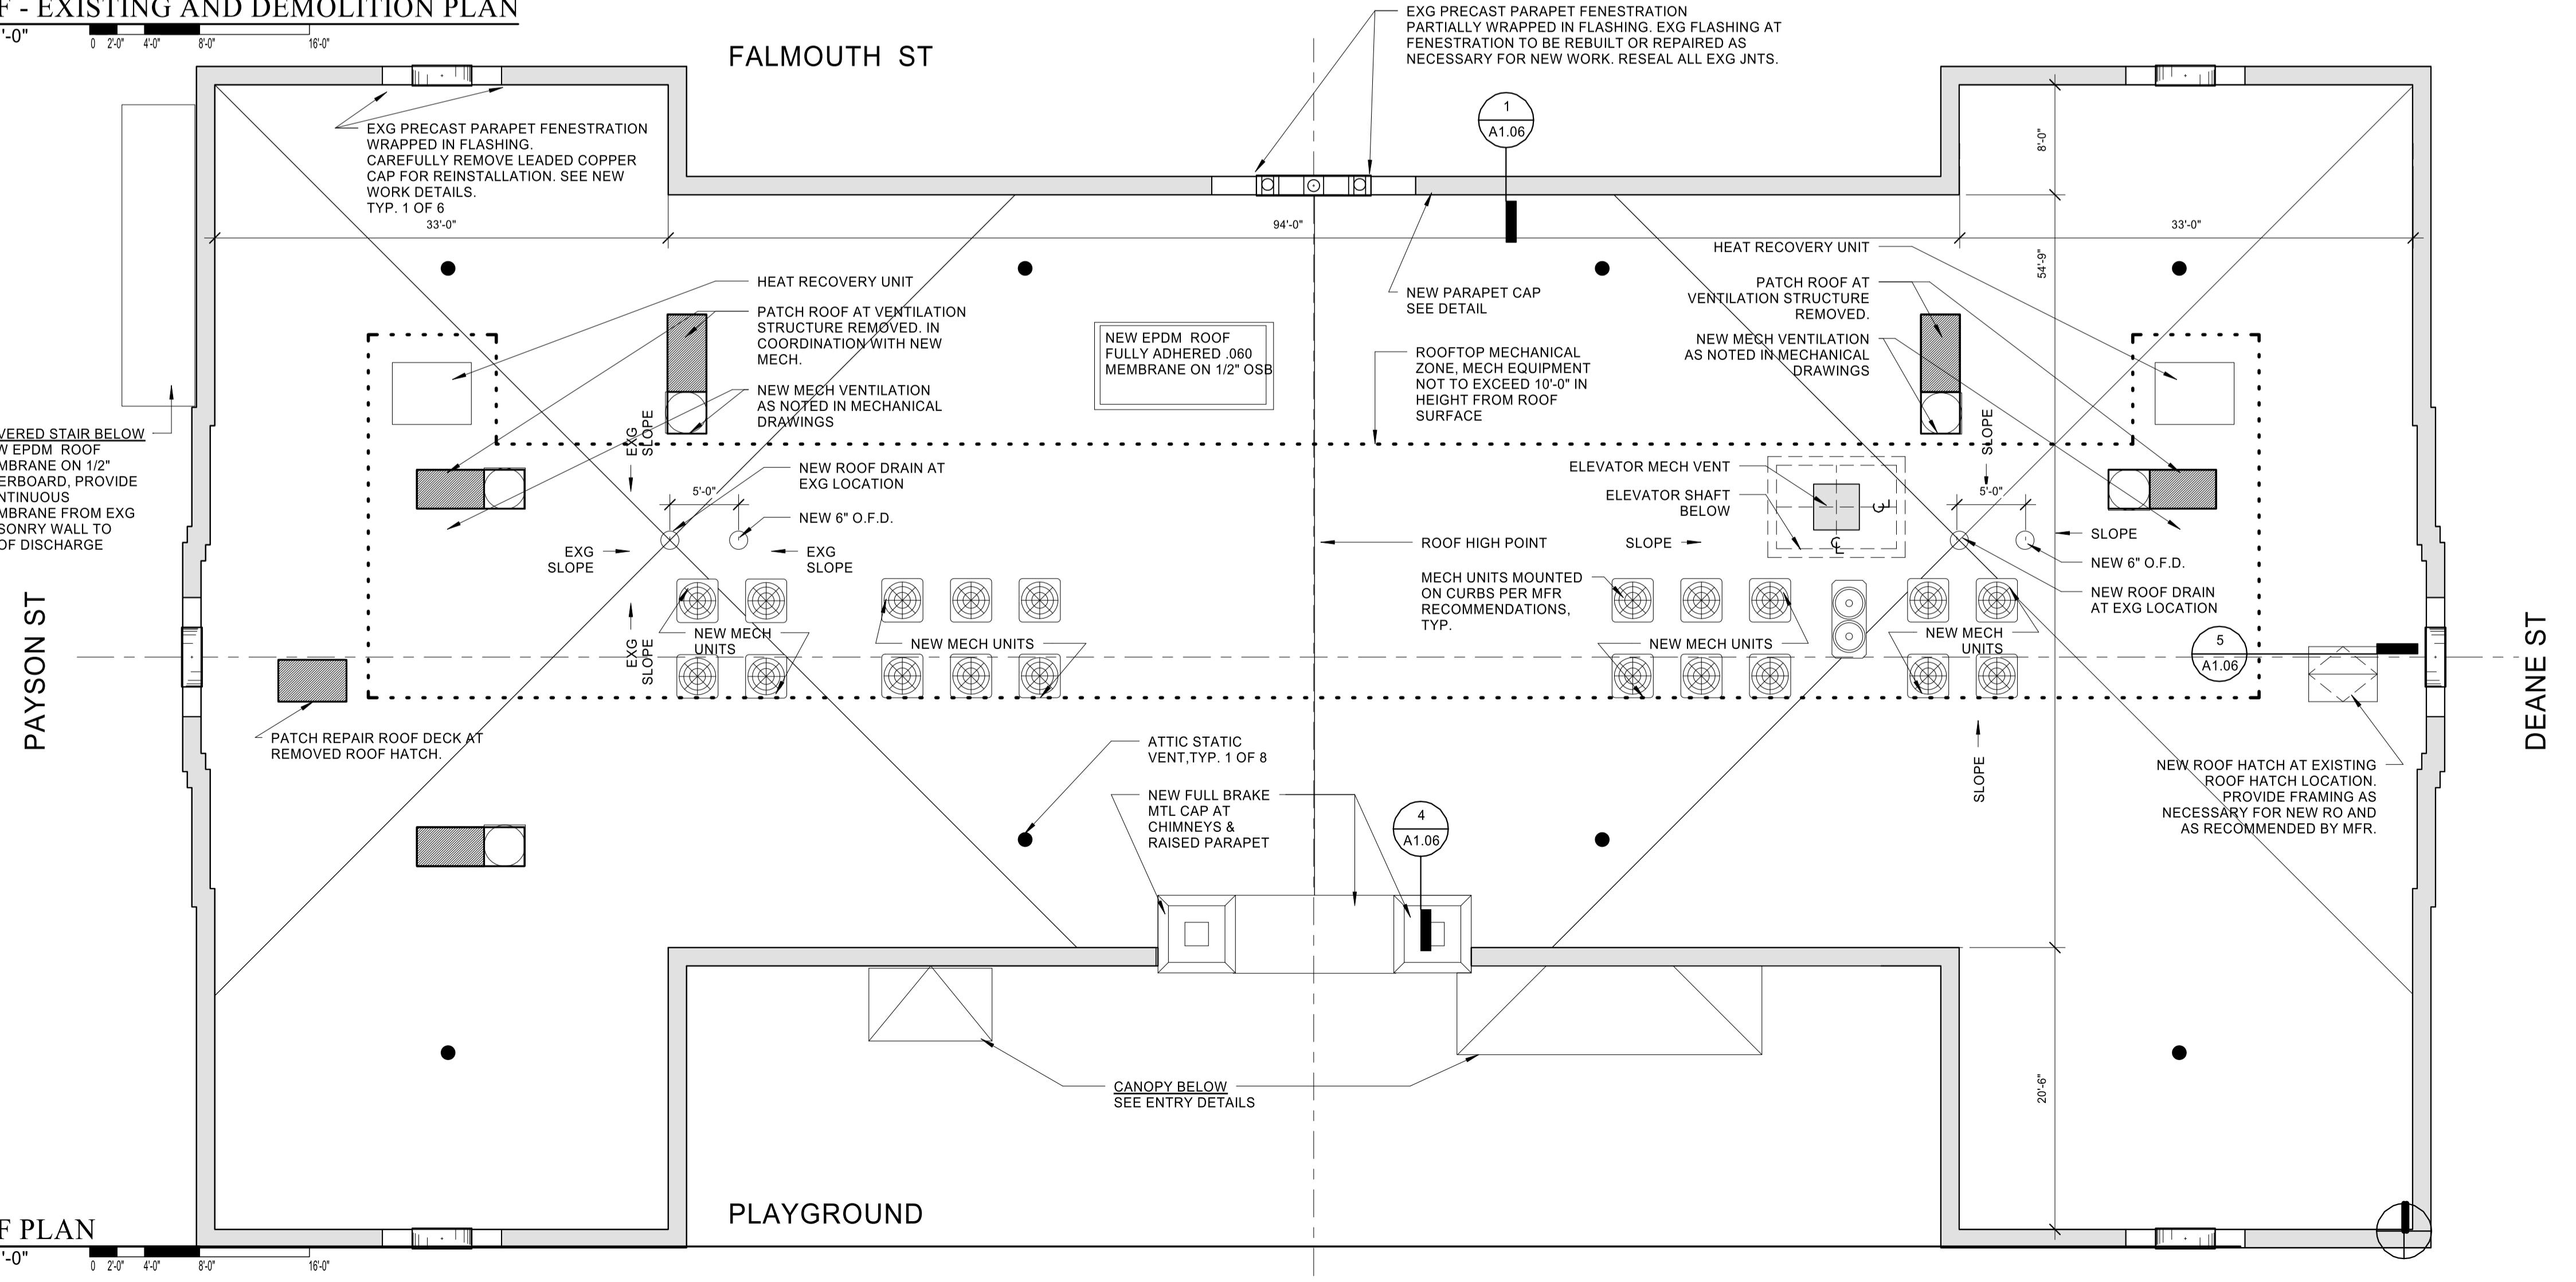 F - EXISTING AND DEMOLITION PLAN
'-0"
0 2'-0" 4'-0" 8'-0" 16'-0"
FALMOUTH ST
EXG PRECAST PARAPET FENESTRATION
PARTIALLY WRAPPED IN FLASHING. EXG FLASHING AT
FENESTRATION TO BE REBUILT OR REPAIRED AS
NECESSARY FOR NEW WORK. RESEAL ALL EXG JNTS.
1
A1.06
EXG PRECAST PARAPET FENESTRATION
WRAPPED IN FLASHING.
CAREFULLY REMOVE LEADED COPPER
CAP FOR REINSTALLATION. SEE NEW
WORK DETAILS.
TYP. 1 OF 6
33'-0"
94'-0"
33'-0"
8'-0"
54'-9"
HEAT RECOVERY UNIT
PATCH ROOF AT VENTILATION
STRUCTURE REMOVED. IN
COORDINATION WITH NEW
MECH.
NEW MECH VENTILATION
AS NOTED IN MECHANICAL
DRAWINGS
NEW EPDM ROOF
FULLY ADHERED .060
MEMBRANE ON 1/2" OSB
NEW PARAPET CAP
SEE DETAIL
ROOFTOP MECHANICAL
ZONE, MECH EQUIPMENT
NOT TO EXCEED 10'-0" IN
HEIGHT FROM ROOF
SURFACE
HEAT RECOVERY UNIT
PATCH ROOF AT
VENTILATION STRUCTURE
REMOVED.
NEW MECH VENTILATION
AS NOTED IN MECHANICAL
DRAWINGS
VERED STAIR BELOW
W EPDM ROOF
MBRANE ON 1/2"
ERBOARD, PROVIDE
NTINUOUS
MBRANE FROM EXG
SONRY WALL TO
OF DISCHARGE
EXG
SLOPE
NEW ROOF DRAIN AT
EXG LOCATION
5'-0"
NEW 6" O.F.D.
EXG
SLOPE
EXG
SLOPE
EXG
SLOPE
ELEVATOR MECH VENT
ELEVATOR SHAFT
BELOW
CL
CL
ROOF HIGH POINT
SLOPE
SLOPE
5'-0"
SLOPE
NEW 6" O.F.D.
NEW ROOF DRAIN
AT EXG LOCATION
MECH UNITS MOUNTED
ON CURBS PER MFR
RECOMMENDATIONS,
TYP.
NEW MECH
UNITS
NEW MECH UNITS
NEW MECH UNITS
NEW MECH
UNITS
5
A1.06
PAYSON ST
DEANE ST
PATCH REPAIR ROOF DECK AT
REMOVED ROOF HATCH.
ATTIC STATIC
VENT,TYP. 1 OF 8
NEW FULL BRAKE
MTL CAP AT
CHIMNEYS &
RAISED PARAPET
4
A1.06
SLOPE
NEW ROOF HATCH AT EXISTING
ROOF HATCH LOCATION.
PROVIDE FRAMING AS
NECESSARY FOR NEW RO AND
AS RECOMMENDED BY MFR.
CANOPY BELOW
SEE ENTRY DETAILS
20'-6"
PLAYGROUND
F PLAN
'-0"
0 2'-0" 4'-0" 8'-0" 16'-0"